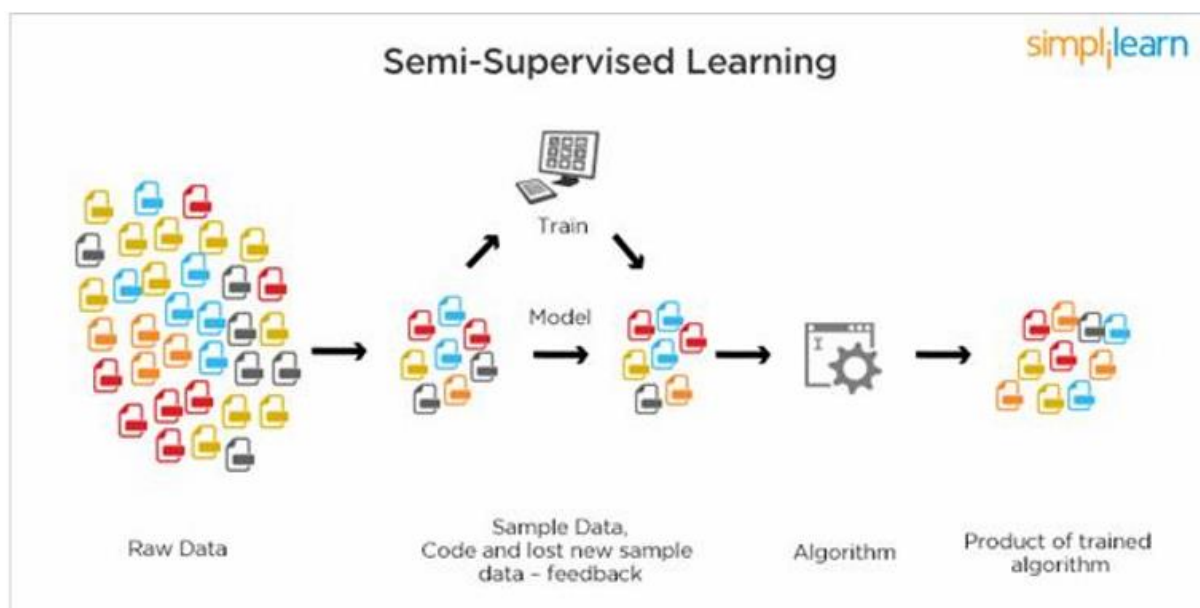 simplilearn
Semi-Supervised Learning
Train
Model
Raw Data
Sample Data,
Code and lost new sample
data – feedback
Algorithm
Product of trained
algorithm